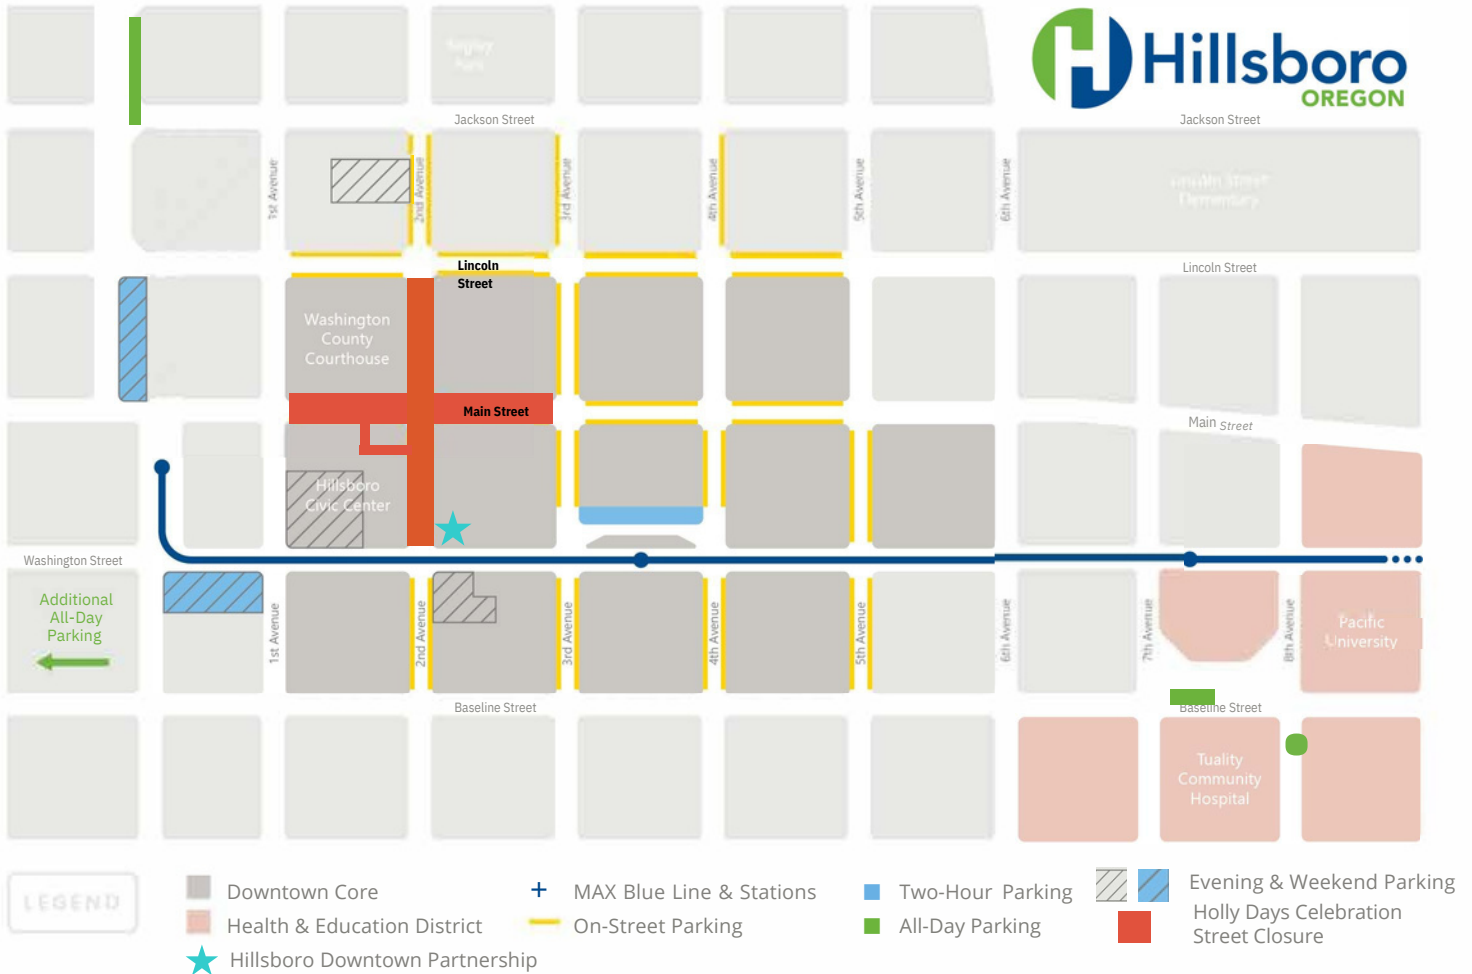 Hillsboro
OREGON
Jackson Street
Jackson Street
1st Avenue
2nd Avenue
3rd Avenue
4th Avenue
5th Avenue
6th Avenue
Lincoln Street
Elementary
Lincoln
Street
Lincoln Street
Washington
County
Courthouse
Main Street
Main Street
Hillsboro
Civic Center
Washington Street
Additional
All-Day
Parking
1st Avenue
2nd Avenue
3rd Avenue
4th Avenue
5th Avenue
6th Avenue
7th Avenue
8th Avenue
Pacific
University
Baseline Street
Baseline Street
Tuality
Community
Hospital
LEGEND
Downtown Core
Health & Education District
Hillsboro Downtown Partnership
MAX Blue Line & Stations
On-Street Parking
Two-Hour Parking
All-Day Parking
Evening & Weekend Parking
Holly Days Celebration
Street Closure